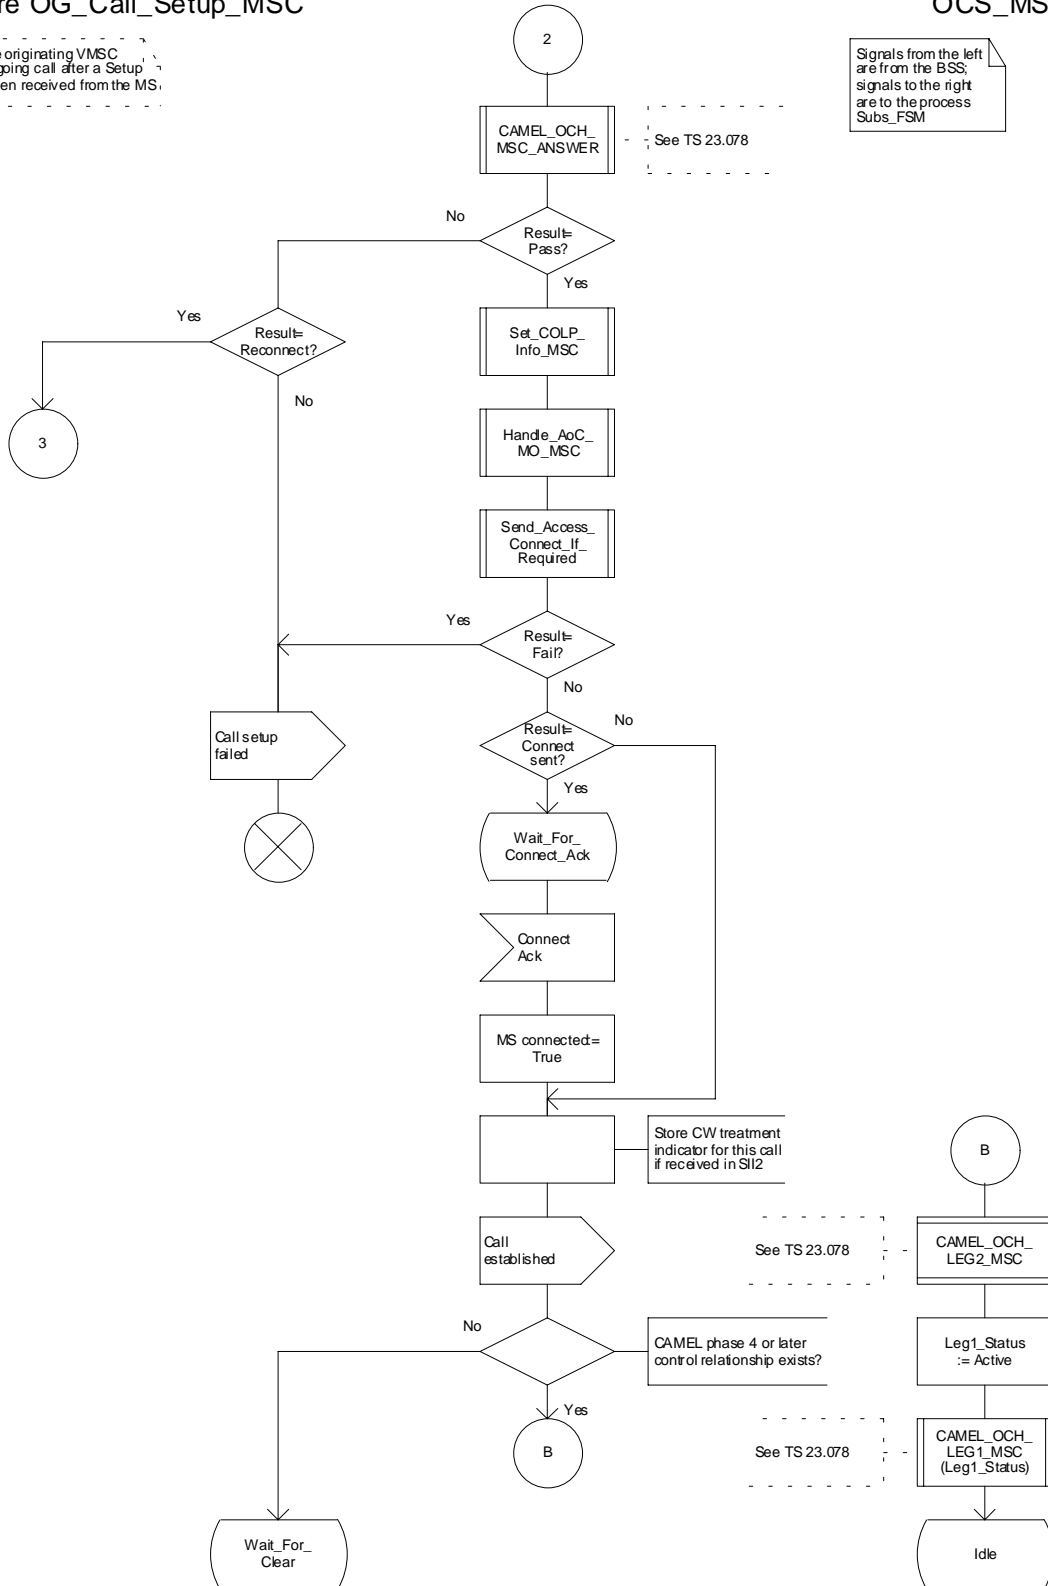 OG_Call_Setup_MSC
originating VMSC
going call after a Setup
received from the MS
2
Signals from the left
are from the BSS;
signals to the right
are to the process
Subs_FSM
CAMEL_OCH_
MSC_ANSWER
See TS 23.078
No
Result=
Pass?
Yes
Yes
Result=
Reconnect?
Set_COLP_
Info_MSC
No
3
Handle_AoC_
MO_MSC
Send_Access_
Connect_If_
Required
Yes
Result=
Fail?
No
No
Call setup
failed
Result=
Connect
sent?
Yes
Wait_For_
Connect_Ack
Connect
Ack
MS connected:=
True
Store CW treatment
indicator for this call
if received in SII2
B
Call
established
See TS 23.078
CAMEL_OCH_
LEG2_MSC
No
CAMEL phase 4 or later
control relationship exists?
Leg1_Status
:= Active
Yes
B
See TS 23.078
CAMEL_OCH_
LEG1_MSC
(Leg1_Status)
Wait_For_
Clear
Idle